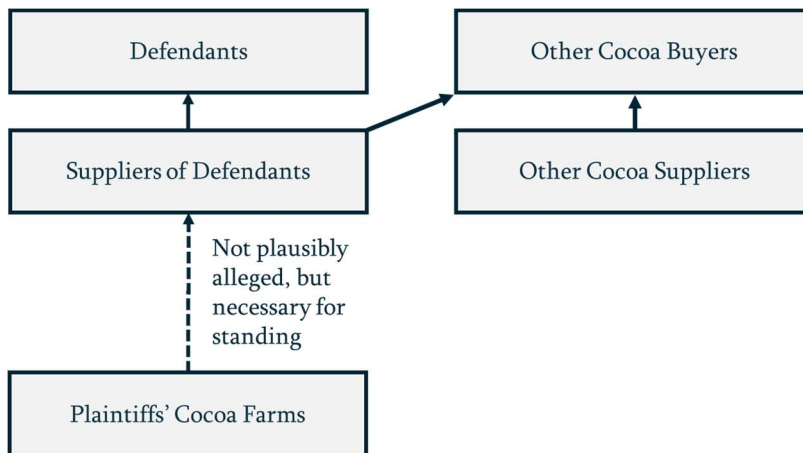 Defendants
Other Cocoa Buyers
Suppliers of Defendants
Other Cocoa Suppliers
Not plausibly
alleged, but
necessary for
standing
Plaintiffs’ Cocoa Farms